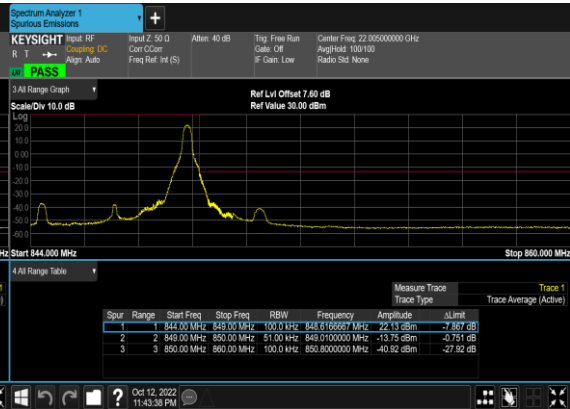 Spectrum Analyzer 1
Spurious Emissions
+
KEYSIGHT Input: RF Input Z: 50 Ω Atten: 40 dB Trig: Free Run Center Freq: 22.005000000 GHz
R T Coupling: DC Corr CCorr Gate: Off Avg|Hold: 100/100
Align: Auto Freq Ref: Int (S) IF Gain: Low Radio Std: None
PASS
3 All Range Graph
Ref Lvl Offset 7.60 dB
Scale/Div 10.0 dB Ref Value 30.00 dBm
Log
20.0
10.0
0.00
-10.0
-20.0
-30.0
-40.0
-50.0
-60.0
Hz Start 844.000 MHz Stop 860.000 MHz
4 All Range Table
Measure Trace Trace 1
Trace Type Trace Average (Active)
Spur Range Start Freq Stop Freq RBW Frequency Amplitude ΔLimit
1 1 844.00 MHz 849.00 MHz 100.0 kHz 848.6166667 MHz 22.13 dBm -7.867 dB
2 2 849.00 MHz 850.00 MHz 51.00 kHz 849.0100000 MHz -13.75 dBm -0.751 dB
3 3 850.00 MHz 860.00 MHz 100.0 kHz 850.8000000 MHz -40.92 dBm -27.92 dB
? Oct 12, 2022
11:43:38 PM